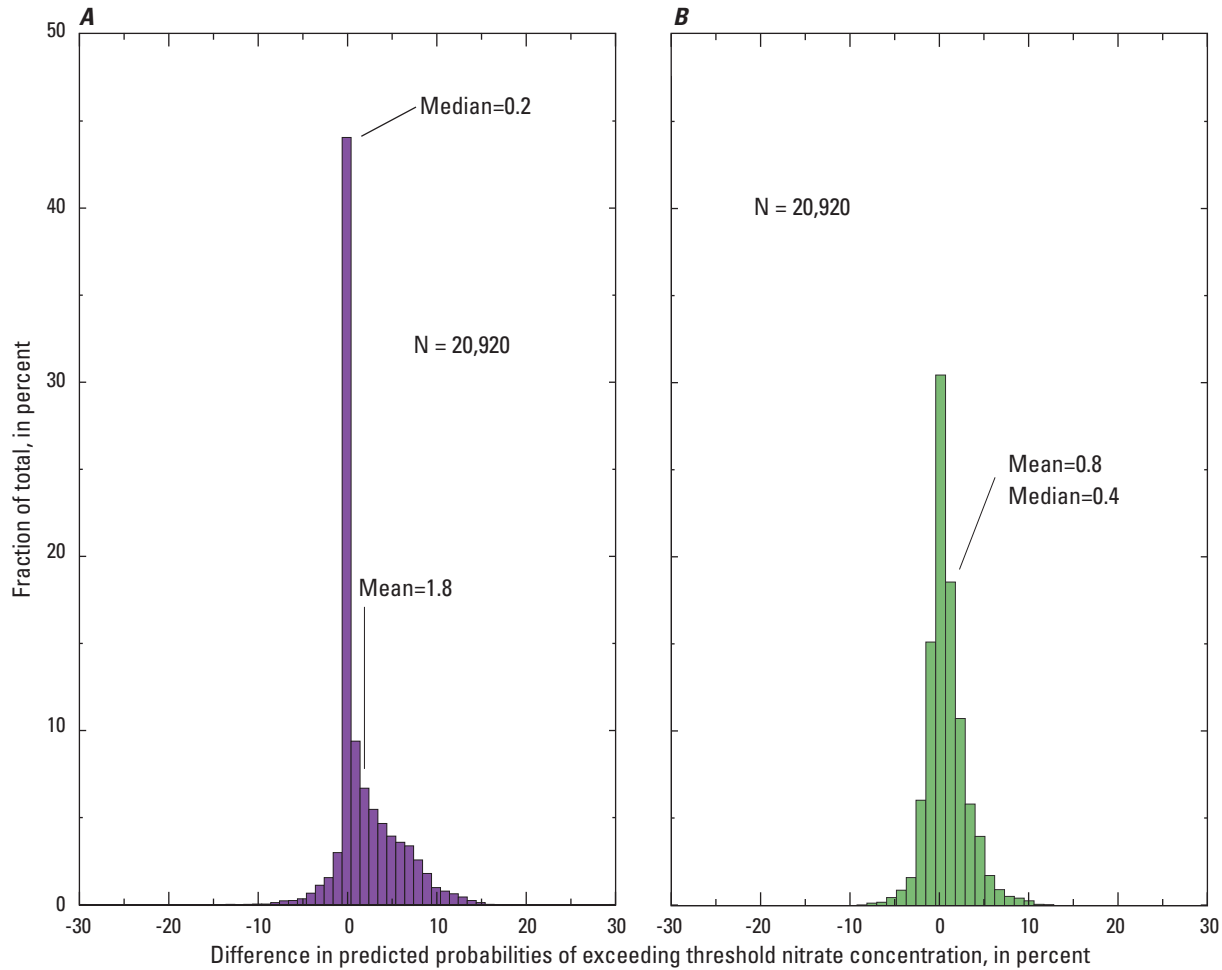 A
B
Fraction of total, in percent
50
40
30
20
10
0
Median=0.2
N = 20,920
Mean=1.8
-30 -20 -10 0 10 20 30
N = 20,920
Mean=0.8
Median=0.4
-30 -20 -10 0 10 20 30
Difference in predicted probabilities of exceeding threshold nitrate concentration, in percent